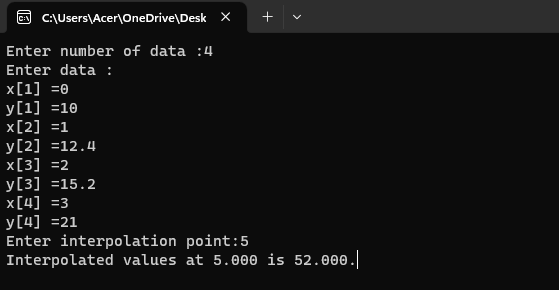 C:\Users\Acer\OneDrive\Desk
Enter number of data :4
Enter data :
x[1] =0
y[1] =10
x[2] =1
y[2] =12.4
x[3] =2
y[3] =15.2
x[4] =3
y[4] =21
Enter interpolation point:5
Interpolated values at 5.000 is 52.000.